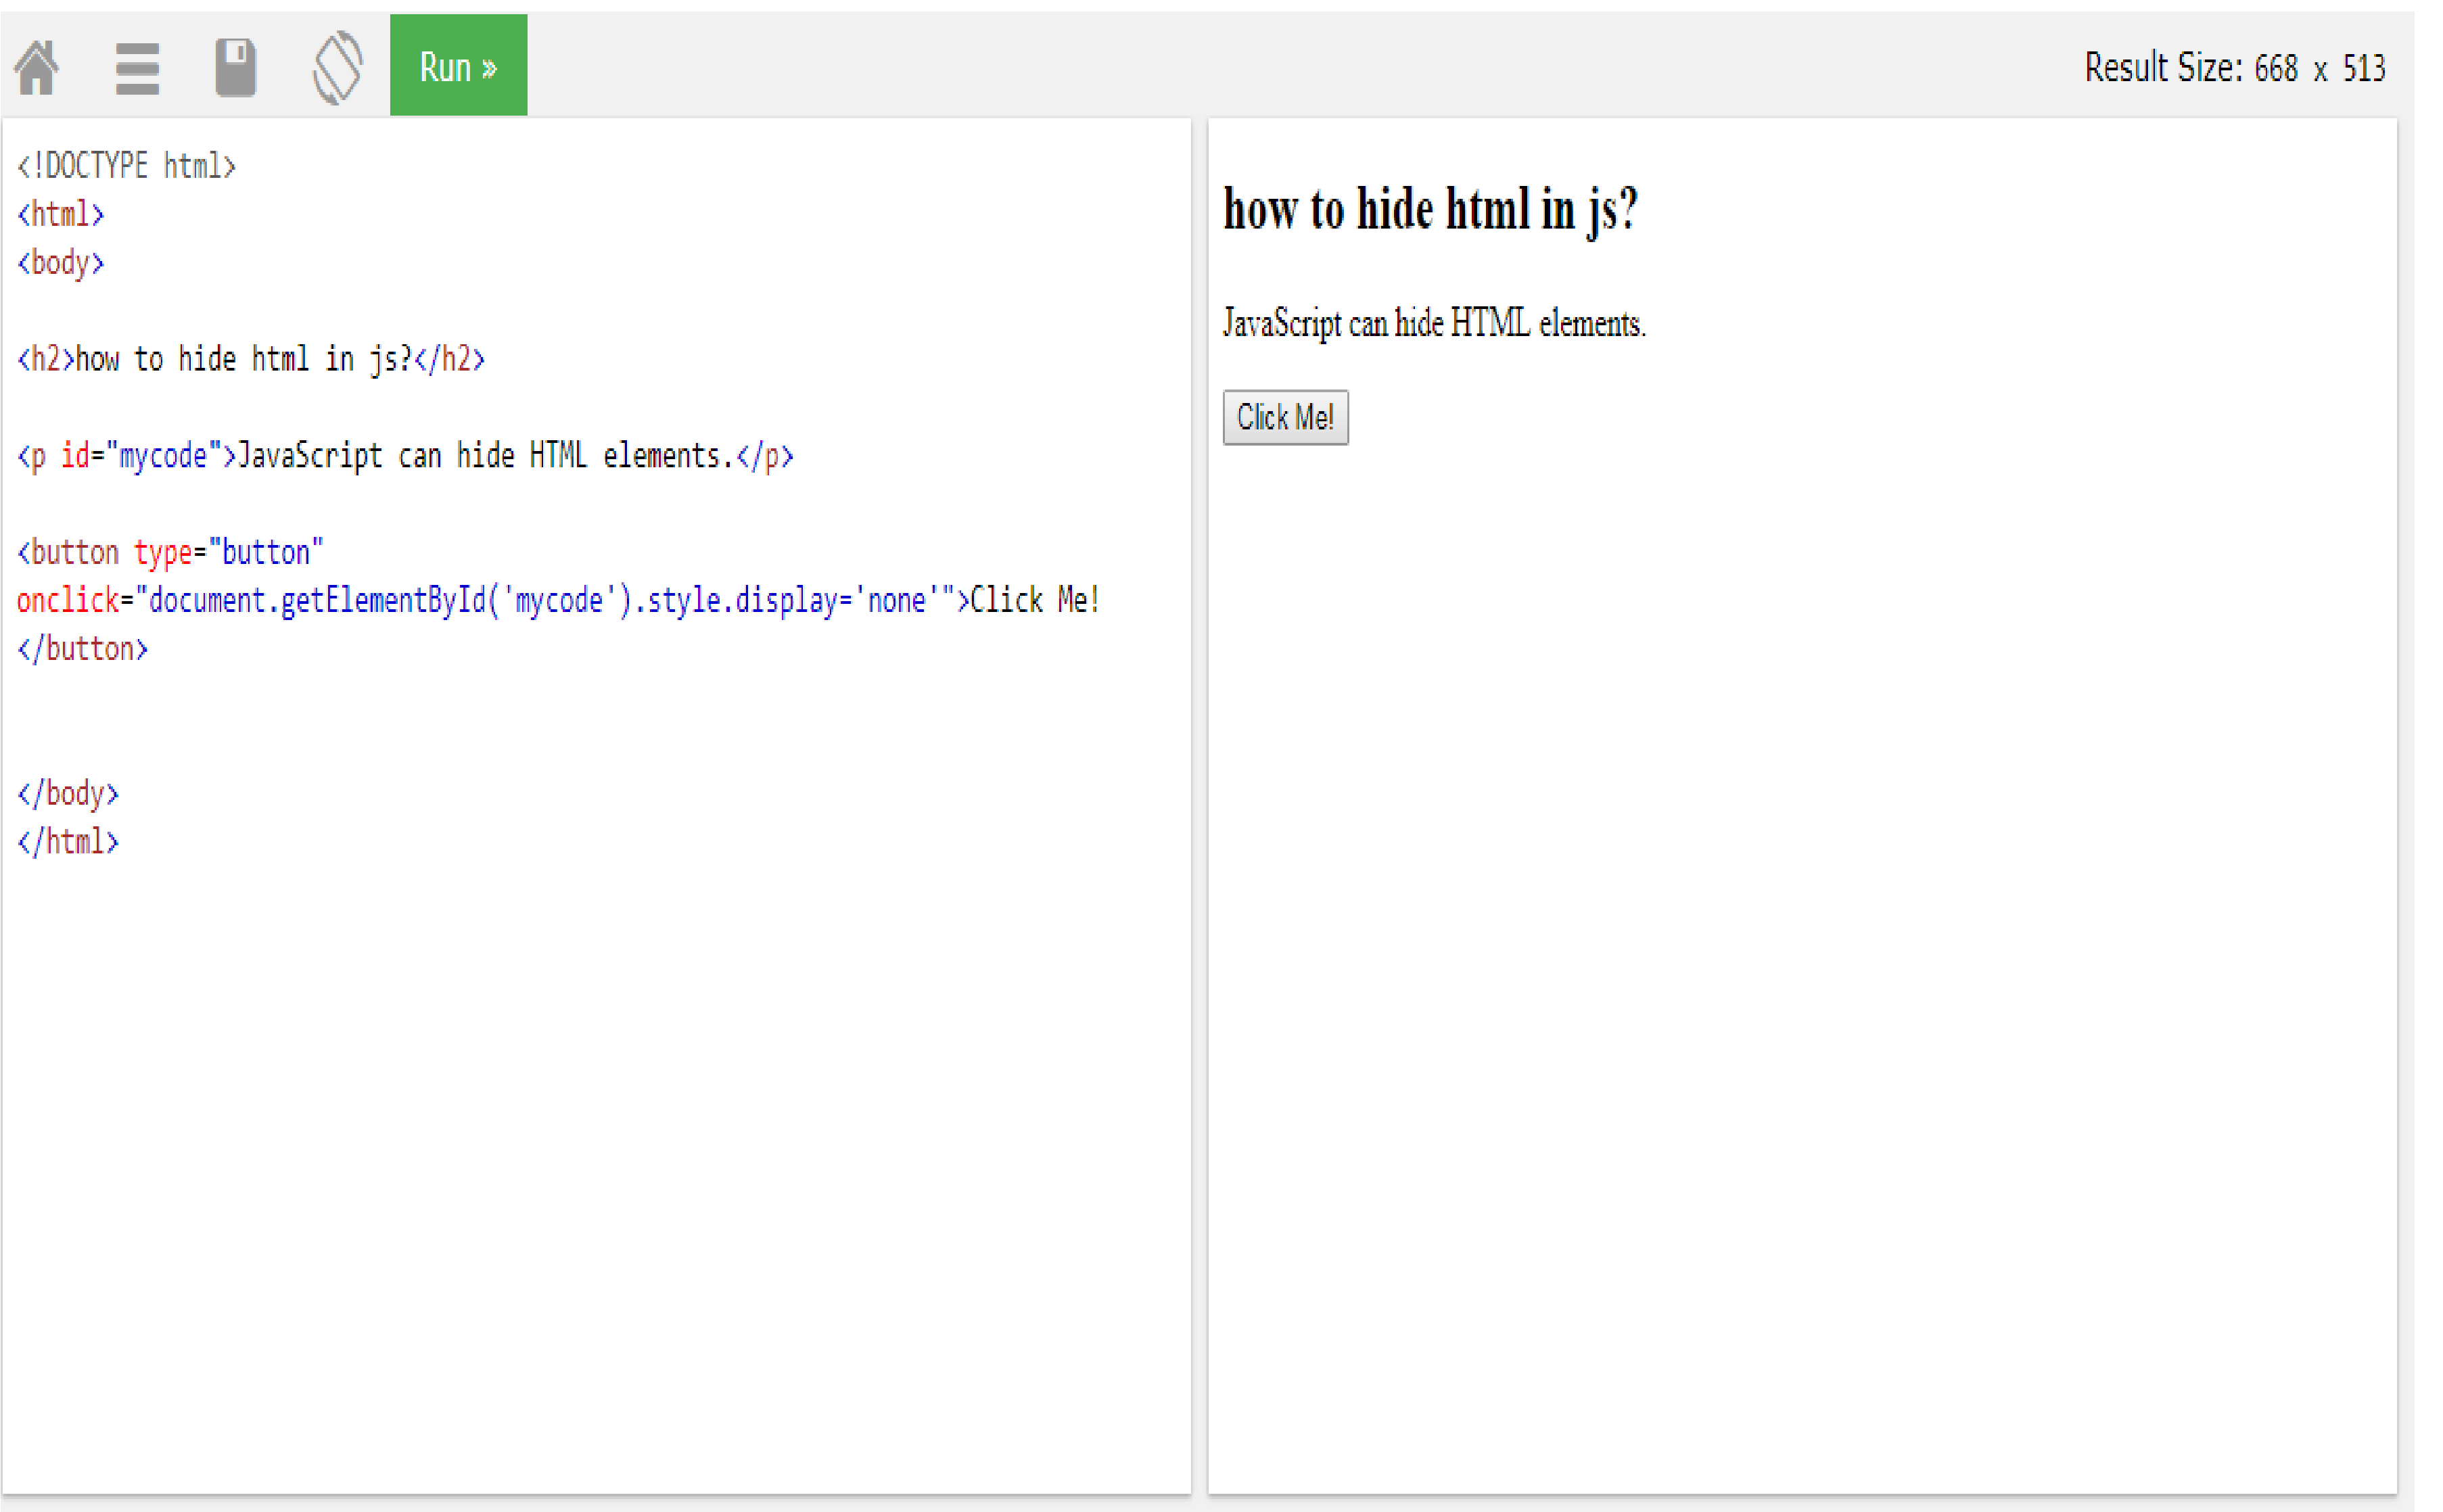 Run »
Result Size: 668 x 513
<!DOCTYPE html>
<html>
<body>
<h2>how to hide html in js?</h2>
<p id="mycode">JavaScript can hide HTML elements.</p>
<button type="button"
onclick="document.getElementById('mycode').style.display='none'">Click Me!
</button>
</body>
</html>
how to hide html in js?
JavaScript can hide HTML elements.
Click Me!